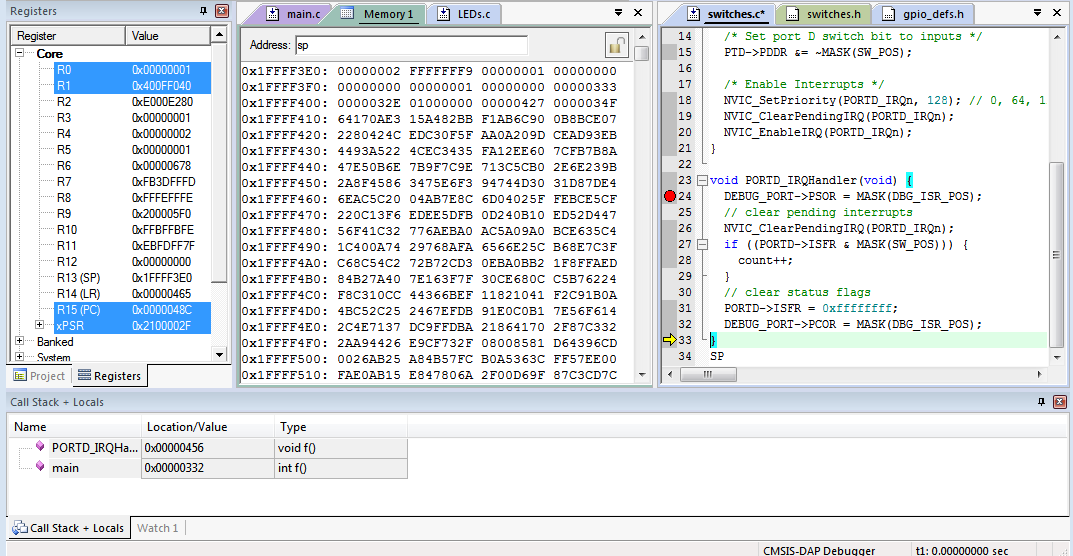 Registers
Register Value
Core
R0 0x00000001
R1 0x400FF040
R2 0xE000E280
R3 0x00000001
R4 0x00000002
R5 0x00000001
R6 0x00000678
R7 0xFB3DFFFD
R8 0xFFFEFFFE
R9 0x200005F0
R10 0xFFBFFBFE
R11 0xEBFDFF7F
R12 0x00000000
R13 (SP) 0x1FFFF3E0
R14 (LR) 0x00000465
R15 (PC) 0x0000048C
xPSR 0x2100002F
Banked
System
Project Registers
main.c Memory 1 LEDs.c
Address: sp
0x1FFFF3E0: 00000002 FFFFFFF9 00000001 00000000
0x1FFFF3F0: 00000000 00000001 00000000 00000333
0x1FFFF400: 0000032E 01000000 00000427 0000034F
0x1FFFF410: 64170AE3 15A482BB F1AB6C90 0B8BCE07
0x1FFFF420: 2280424C EDC30F5F AA0A209D CEAD93EB
0x1FFFF430: 4493A522 4CEC3435 FA12EE60 7CFB7B8A
0x1FFFF440: 47E50B6E 7B9F7C9E 713C5CB0 2E6E239B
0x1FFFF450: 2A8F4586 3475E6F3 94744D30 31D87DE4
0x1FFFF460: 6EAC5C20 04AB7E8C 6D04025F FEBCE5CF
0x1FFFF470: 220C13F6 EDEE5DFB 0D240B10 ED52D447
0x1FFFF480: 56F41C32 776AEBA0 AC5A09A0 BCE635C4
0x1FFFF490: 1C400A74 29768AFA 6566E25C B68E7C3F
0x1FFFF4A0: C68C54C2 72B72CD3 0EBA0BB2 1F8FFAED
0x1FFFF4B0: 84B27A40 7E163F7F 30CE680C C5B76224
0x1FFFF4C0: F8C310CC 44366BEF 11821041 F2C91B0A
0x1FFFF4D0: 4BC52C25 2467EFDB 91E0C0B1 7E56F614
0x1FFFF4E0: 2C4E7137 DC9FFDBA 21864170 2F87C332
0x1FFFF4F0: 2AA94426 E9CF732F 08008581 D64396CD
0x1FFFF500: 0026AB25 A84B57FC B0A5363C FF57EE00
0x1FFFF510: FAE0AB15 E847806A 2F00D69F 87C3CD7C
switches.c* switches.h gpio_defs.h
14 /* Set port D switch bit to inputs */
15 PTD->PDDR &= ~MASK(SW_POS);
16
17 /* Enable Interrupts */
18 NVIC_SetPriority(PORTD_IRQn, 128); // 0, 64, 1
19 NVIC_ClearPendingIRQ(PORTD_IRQn);
20 NVIC_EnableIRQ(PORTD_IRQn);
21 }
22
23 void PORTD_IRQHandler(void) {
24 DEBUG_PORT->PSOR = MASK(DBG_ISR_POS);
25 // clear pending interrupts
26 NVIC_ClearPendingIRQ(PORTD_IRQn);
27 if ((PORTD->ISFR & MASK(SW_POS))) {
28 count++;
29 }
30 // clear status flags
31 PORTD->ISFR = 0xffffffff;
32 DEBUG_PORT->PCOR = MASK(DBG_ISR_POS);
33 }
34 SP
Call Stack + Locals
Name Location/Value Type
PORTD_IRQHa... 0x00000456 void f()
main 0x00000332 int f()
Call Stack + Locals Watch 1
CMSIS-DAP Debugger t1: 0.00000000 sec